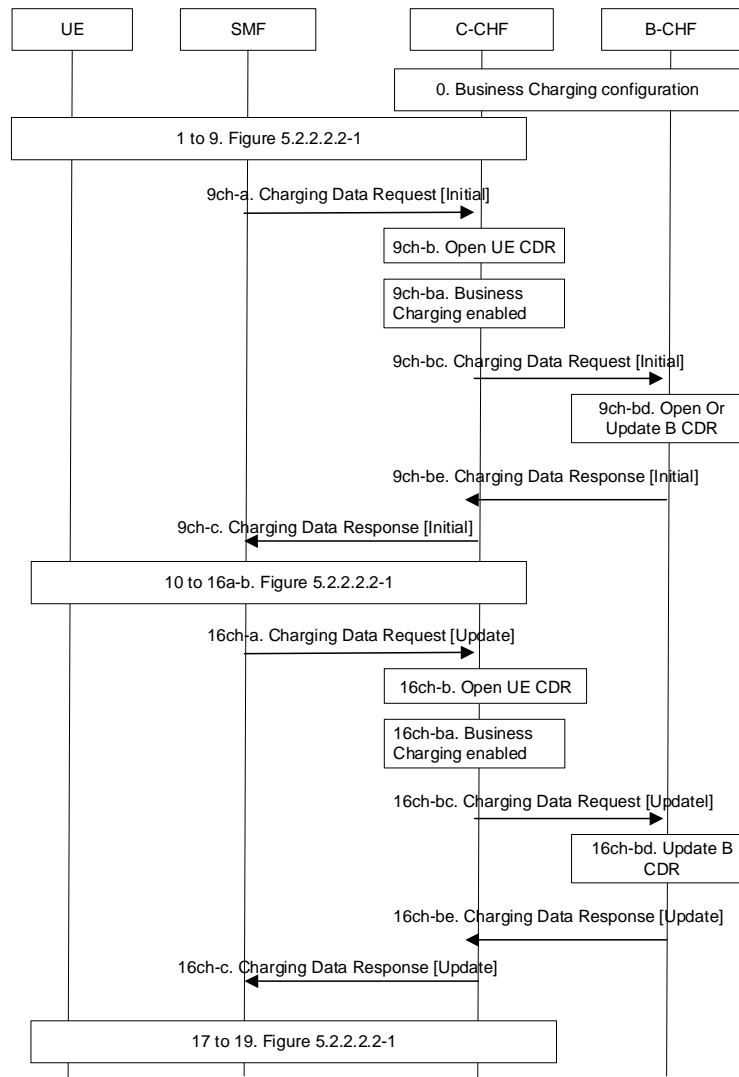 UE
SMF
C-CHF
B-CHF
0. Business Charging configuration
1 to 9. Figure 5.2.2.2.2-1
9ch-a. Charging Data Request [Initial]
9ch-b. Open UE CDR
9ch-ba. Business
Charging enabled
9ch-bc. Charging Data Request [Initial]
9ch-bd. Open Or
Update B CDR
9ch-be. Charging Data Response [Initial]
9ch-c. Charging Data Response [Initial]
10 to 16a-b. Figure 5.2.2.2.2-1
16ch-a. Charging Data Request [Update]
16ch-b. Open UE CDR
16ch-ba. Business
Charging enabled
16ch-bc. Charging Data Request [Updatel]
16ch-bd. Update B
CDR
16ch-be. Charging Data Response [Update]
16ch-c. Charging Data Response [Update]
17 to 19. Figure 5.2.2.2.2-1